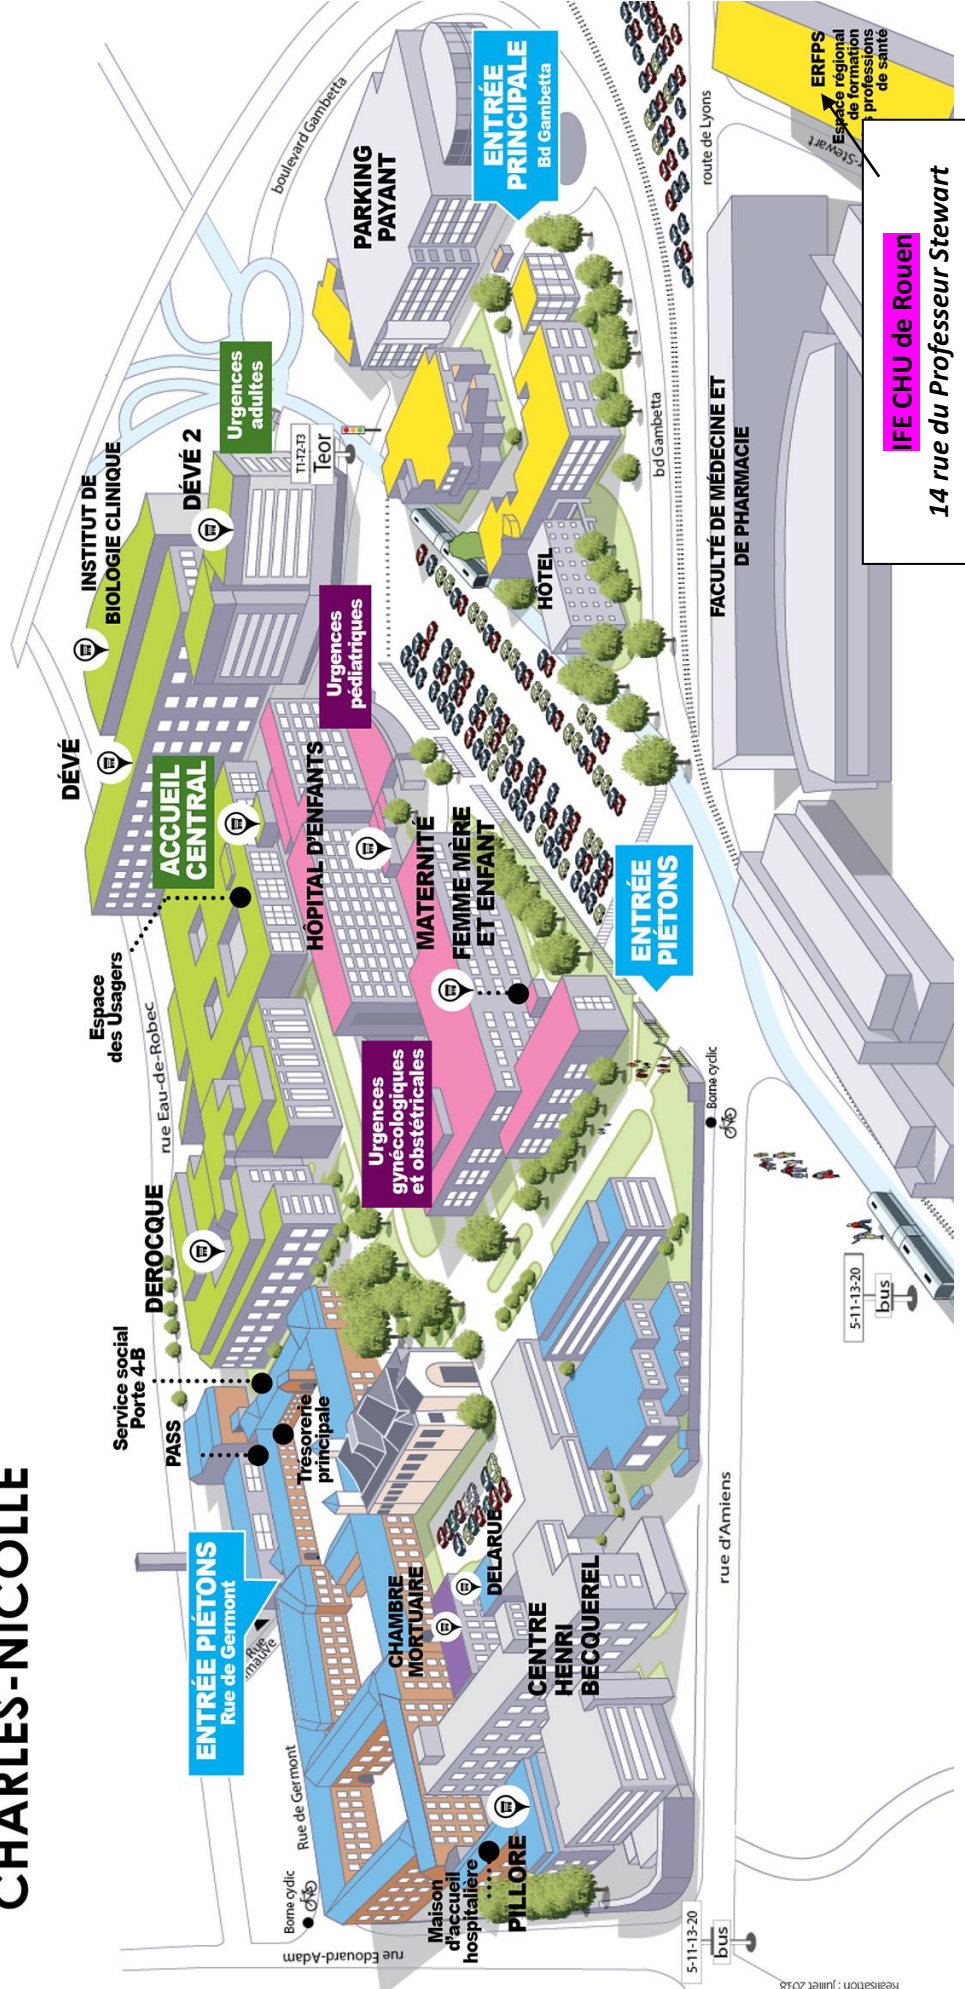 CHARLES-NICOLLE
rue Edouard-Adam
Borne cyclic
Rue de Germont
ENTRÉE PIÉTONS
Rue de Germont
Rue
PASS
Service social
Porte 4-B
Trésorerie
principale
DEROCQUE
rue Eau-de-Robec
Espace
des Usagers
ACCUEIL
CENTRAL
DÉVÉ
INSTITUT DE
BIOLOGIE CLINIQUE
DÉVÉ 2
Urgences
adultes
T1-T2-T3
Teor
boulevard Gambetta
PARKING
PAYANT
ENTRÉE
PRINCIPALE
Bd Gambetta
Urgences
pédiatriques
HÔPITAL D'ENFANTS
MATERNITÉ
FEMME MÈRE
ET ENFANT
Urgences
gynécologiques
et obstétricales
HÔTEL
bd Gambetta
ENTRÉE
PIÉTONS
CHAMBRE
MORTUAIRE
DELARUE
CENTRE
HENRI
BECQUEREL
Maison
d'accueil
hospitalière
PILLORE
Borne cyclic
rue d'Amiens
5-11-13-20
bus
5-11-13-20
bus
route de Lyons
FACULTÉ DE MÉDECINE ET
DE PHARMACIE
ERFPS
Espace régional
de formation
professions
de santé
r-Stewart
IFE CHU de Rouen
14 rue du Professeur Stewart
Réalisation : juillet 2018